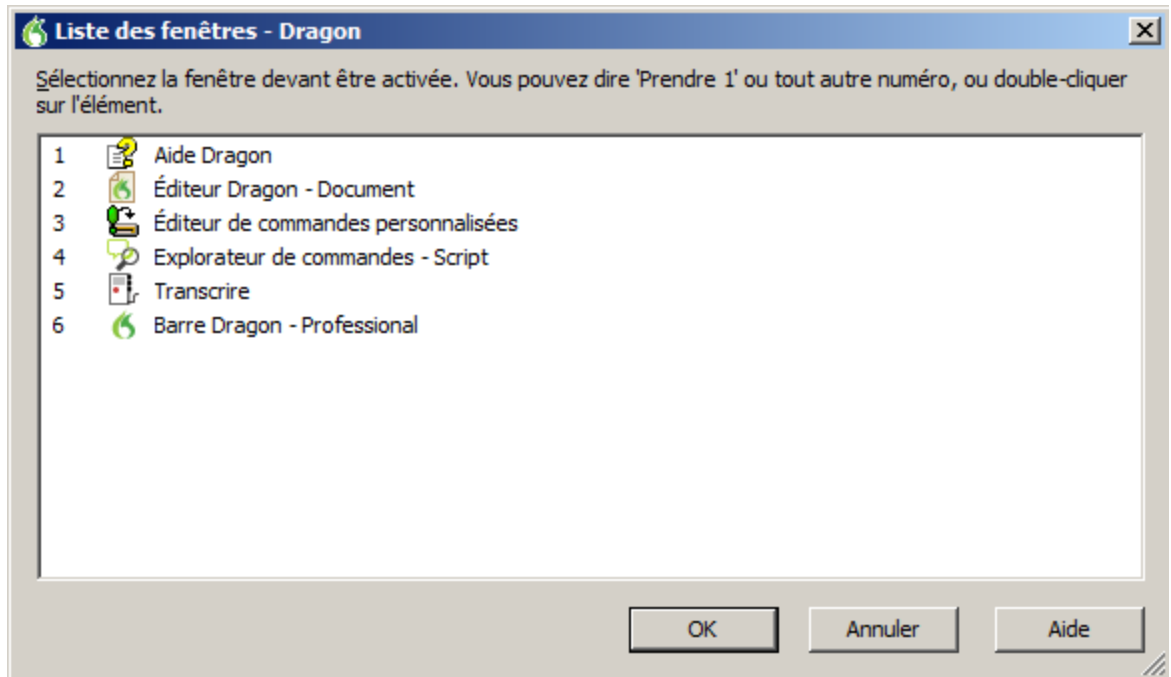 Liste des fenêtres - Dragon
Sélectionnez la fenêtre devant être activée. Vous pouvez dire 'Prendre 1' ou tout autre numéro, ou double-cliquer
sur l'élément.
1 Aide Dragon
2 Éditeur Dragon - Document
3 Éditeur de commandes personnalisées
4 Explorateur de commandes - Script
5 Transcrire
6 Barre Dragon - Professional
OK Annuler Aide